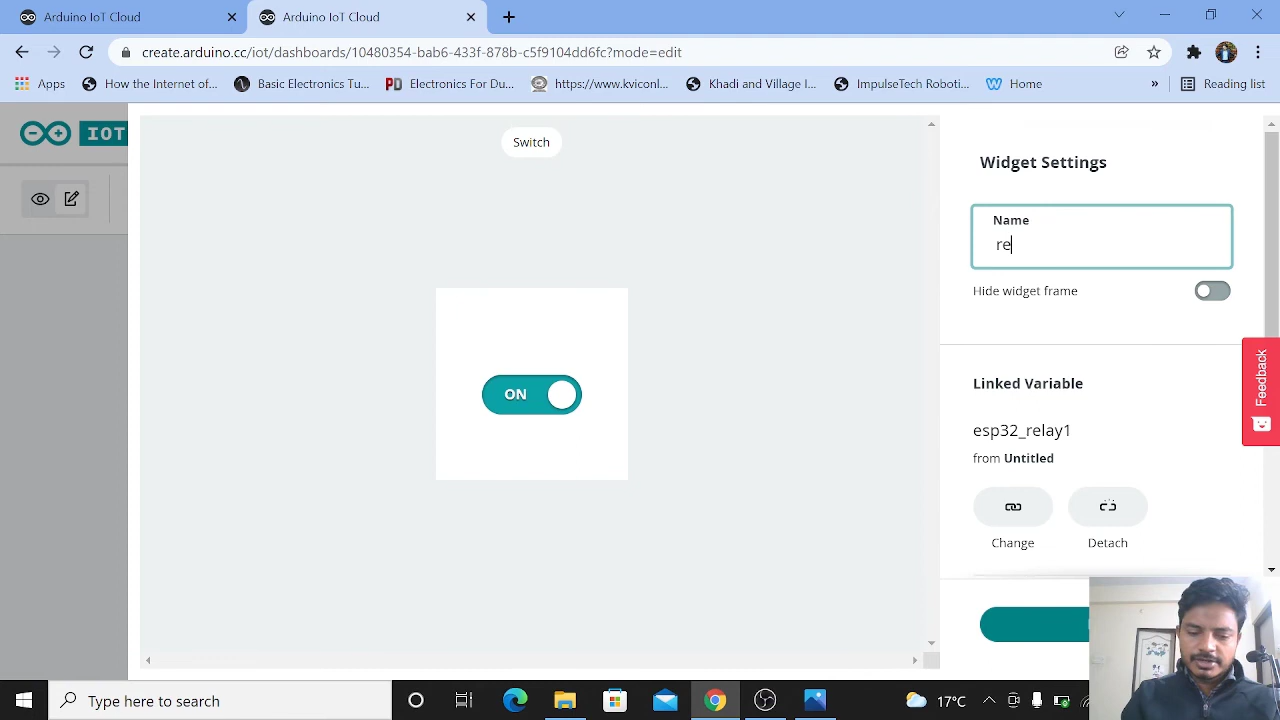 Arduino IoT Cloud
Arduino IoT Cloud
create.arduino.cc/iot/dashboards/10480354-bab6-433f-878b-c5f9104dd6fc?mode=edit
Apps
How the Internet of...
Basic Electronics Tu...
Electronics For Du...
https://www.kviconl...
Khadi and Village I...
ImpulseTech Roboti...
Home
»
Reading list
IOT
Switch
ON
Widget Settings
Name
re
Hide widget frame
Linked Variable
esp32_relay1
from Untitled
Change
Detach
Feedback
Type here to search
17°C